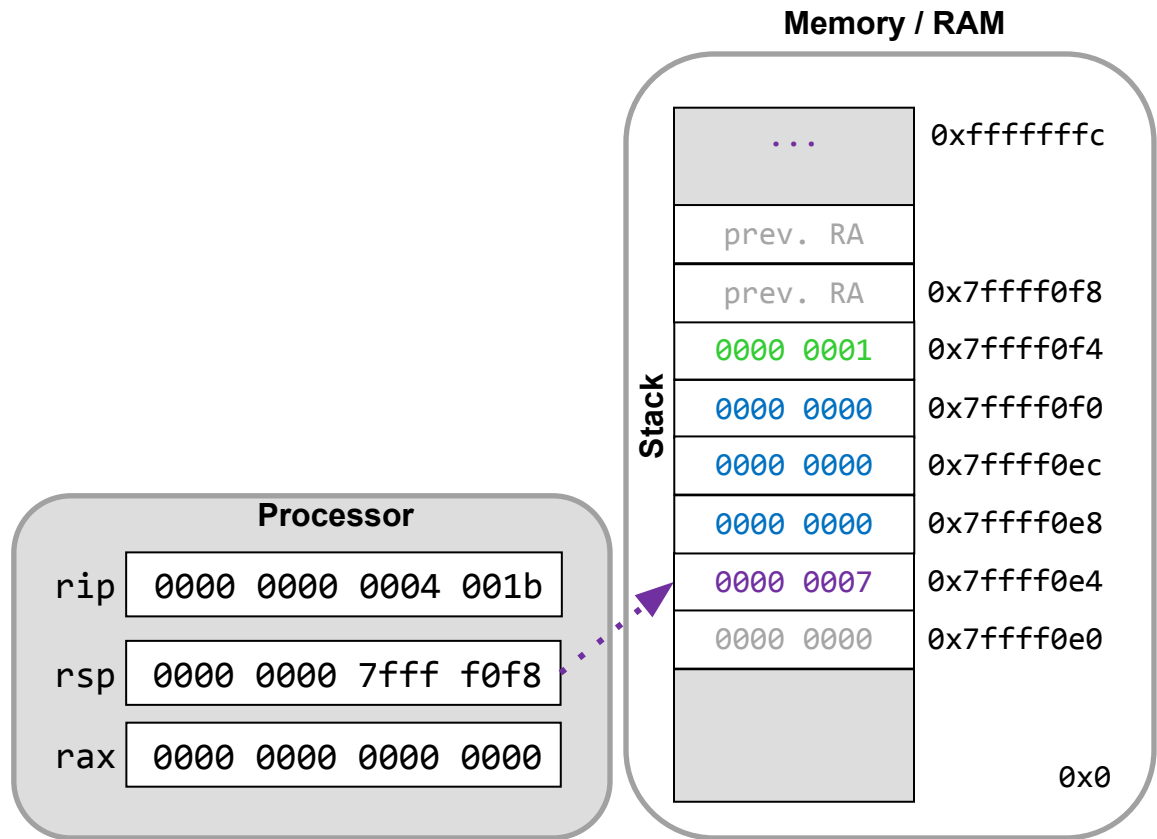 Memory / RAM
... 0xfffffffc
prev. RA
prev. RA 0x7ffff0f8
0000 0001 0x7ffff0f4
Stack
0000 0000 0x7ffff0f0
0000 0000 0x7ffff0ec
0000 0000 0x7ffff0e8
0000 0007 0x7ffff0e4
0000 0000 0x7ffff0e0
0x0
Processor
rip 0000 0000 0004 001b
rsp 0000 0000 7fff f0f8
rax 0000 0000 0000 0000